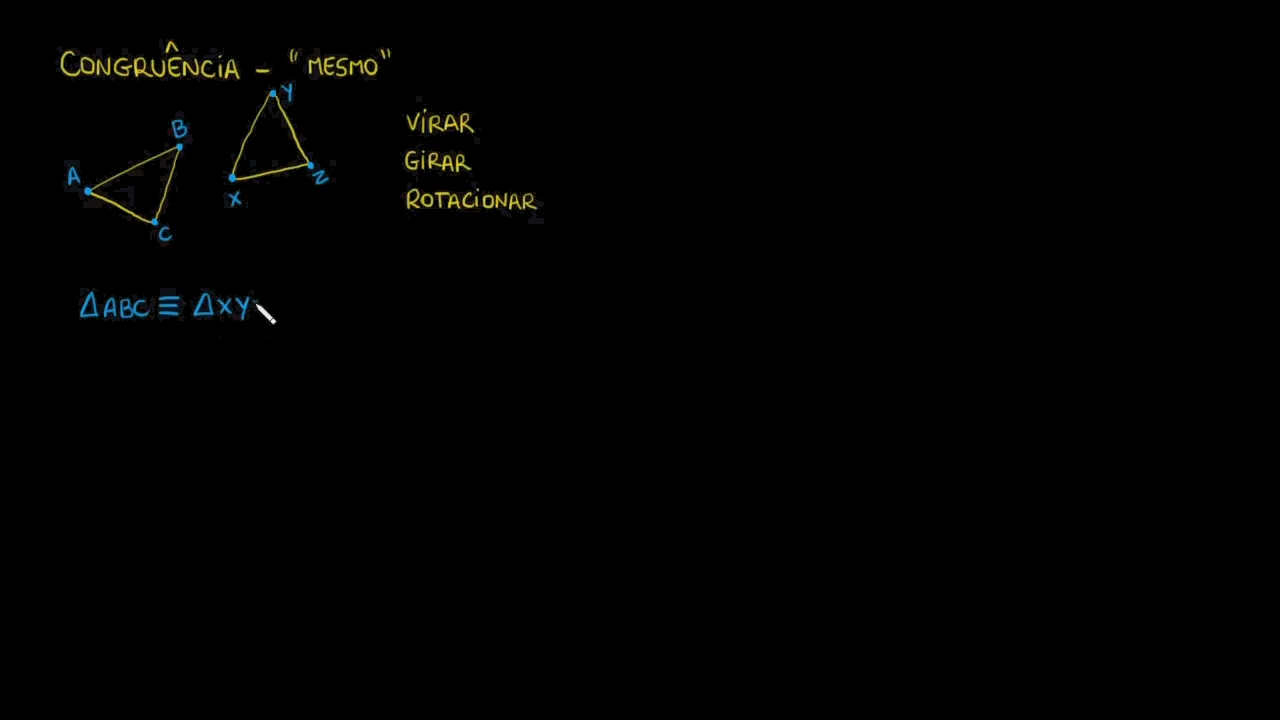 CONGRUÊNCIA - "MESMO"
Y
B
A
X
Z
C
VIRAR
GIRAR
ROTACIONAR
ΔABC ≡ ΔXY